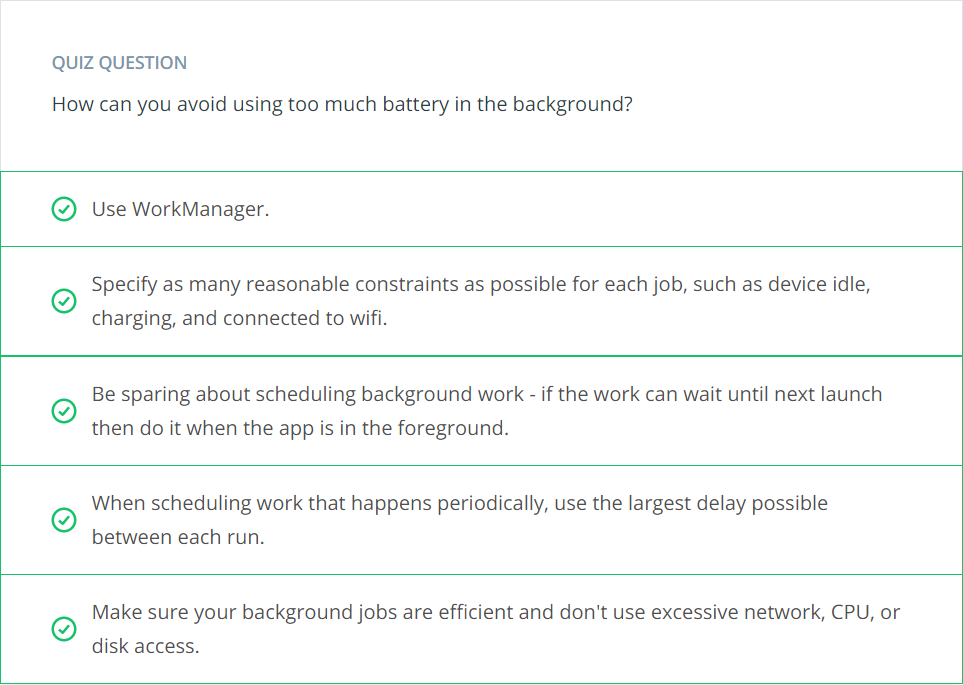 QUIZ QUESTION
How can you avoid using too much battery in the background?
Use WorkManager.
Specify as many reasonable constraints as possible for each job, such as device idle,
charging, and connected to wifi.
Be sparing about scheduling background work - if the work can wait until next launch
then do it when the app is in the foreground.
When scheduling work that happens periodically, use the largest delay possible
between each run.
Make sure your background jobs are efficient and don't use excessive network, CPU, or
disk access.